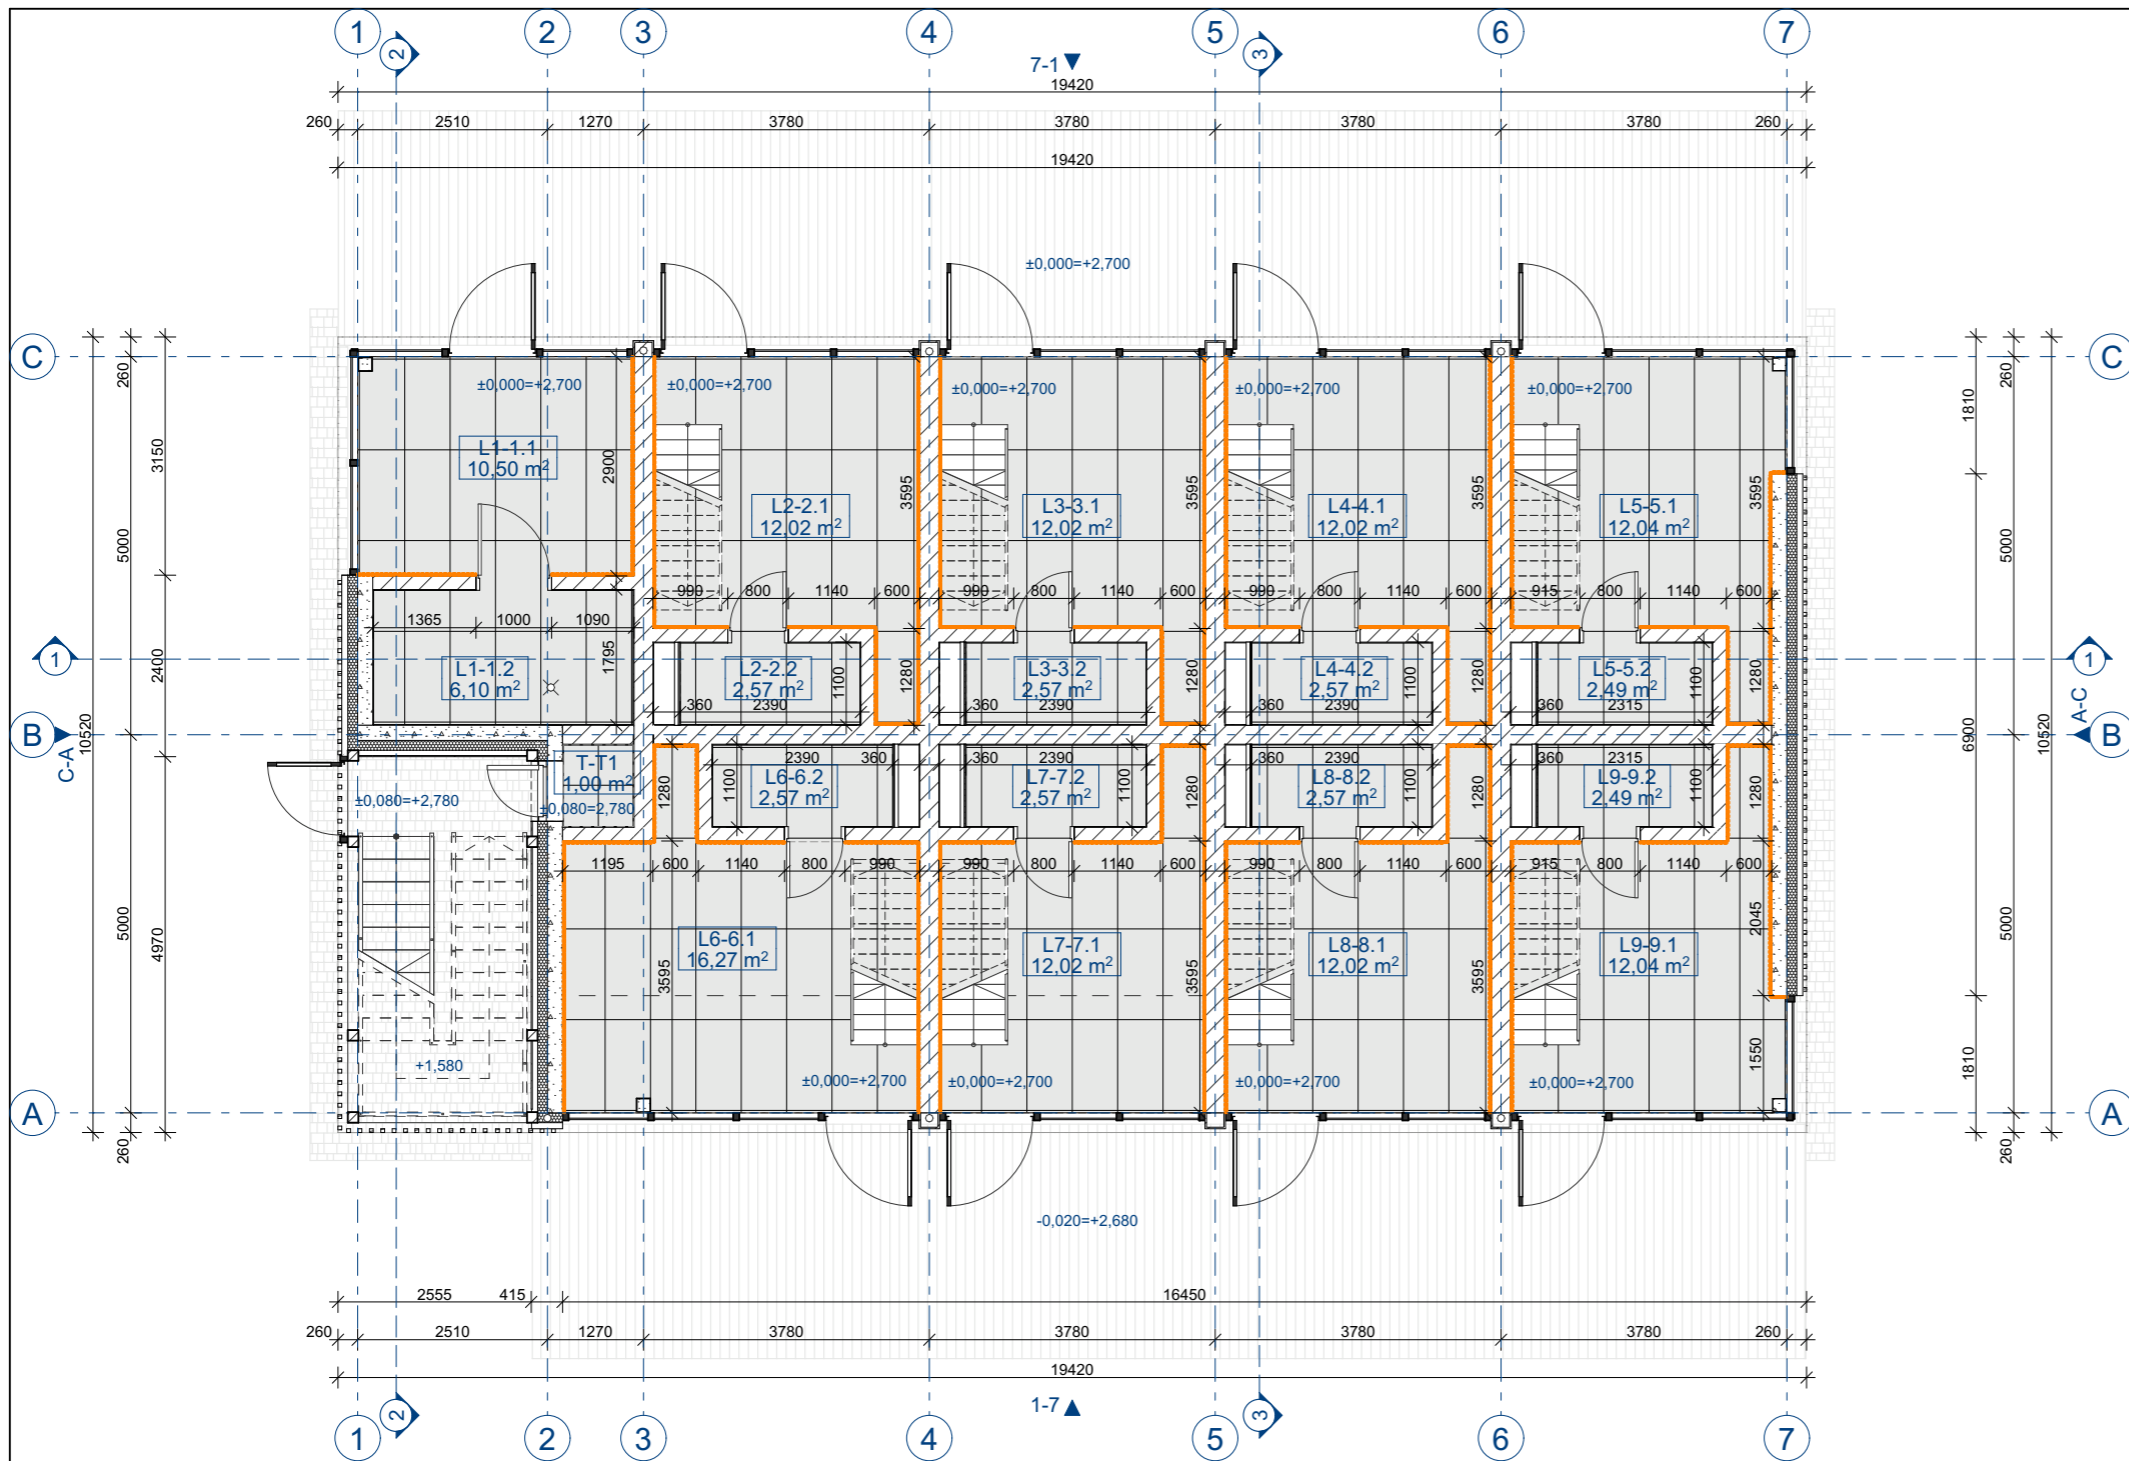 1 2 3 4 5 6 7
2 3
7-1
19420
260 2510 1270 3780 3780 3780 3780 260
19420
±0,000=+2,700
C C
±0,000=+2,700 ±0,000=+2,700 ±0,000=+2,700 ±0,000=+2,700 ±0,000=+2,700
260 3150 5000 2400 10520 5000 4970 260
260 1810 5000 6900 10520 5000 1810 260
L1-1.1
10,50 m²
2900
L2-2.1
12,02 m²
3595
L3-3.1
12,02 m²
3595
L4-4.1
12,02 m²
3595
L5-5.1
12,04 m²
3595
990 800 1140 600 990 800 1140 600 990 800 1140 600 915 800 1140 600
1365 1000 1090
1795
1 1
L1-1.2
6,10 m²
L2-2.2
2,57 m²
1100 1280
360 2390
L3-3.2
2,57 m²
1100 1280
360 2390
L4-4.2
2,57 m²
1100 1280
360 2390
L5-5.2
2,49 m²
1100 1280
360 2315
B B
C-A A-C
T-T1
1,00 m²
±0,080=+2,780
±0,080=2,780
1280 1100
2390 360
L6-6.2
2,57 m²
360 2390
L7-7.2
2,57 m²
1100 1280
360 2390
L8-8.2
2,57 m²
1100 1280
360 2315
L9-9.2
2,49 m²
1100 1280
1195 600 1140 800 990 990 800 1140 600 990 800 1140 600 915 800 1140 600
L6-6.1
16,27 m²
3595
L7-7.1
12,02 m²
3595
L8-8.1
12,02 m²
3595
L9-9.1
12,04 m²
2045
1550
+1,580
±0,000=+2,700 ±0,000=+2,700 ±0,000=+2,700 ±0,000=+2,700
A A
-0,020=+2,680
2555 415 16450
260 2510 1270 3780 3780 3780 3780 260
19420
1-7
2 3
1 2 3 4 5 6 7